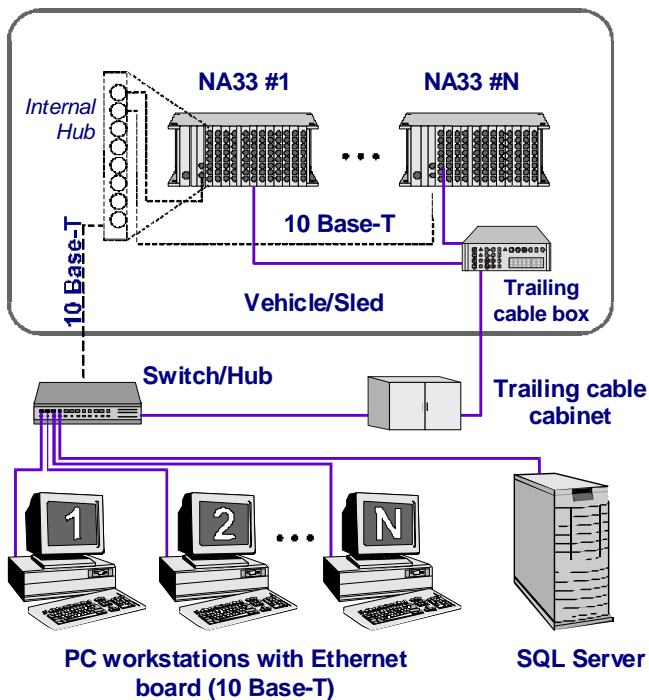 NA33 #1
NA33 #N
Internal
Hub
10 Base-T
10 Base-T
Vehicle/Sled
Trailing
cable box
Switch/Hub
Trailing cable
cabinet
1
2
N
PC workstations with Ethernet
board (10 Base-T)
SQL Server